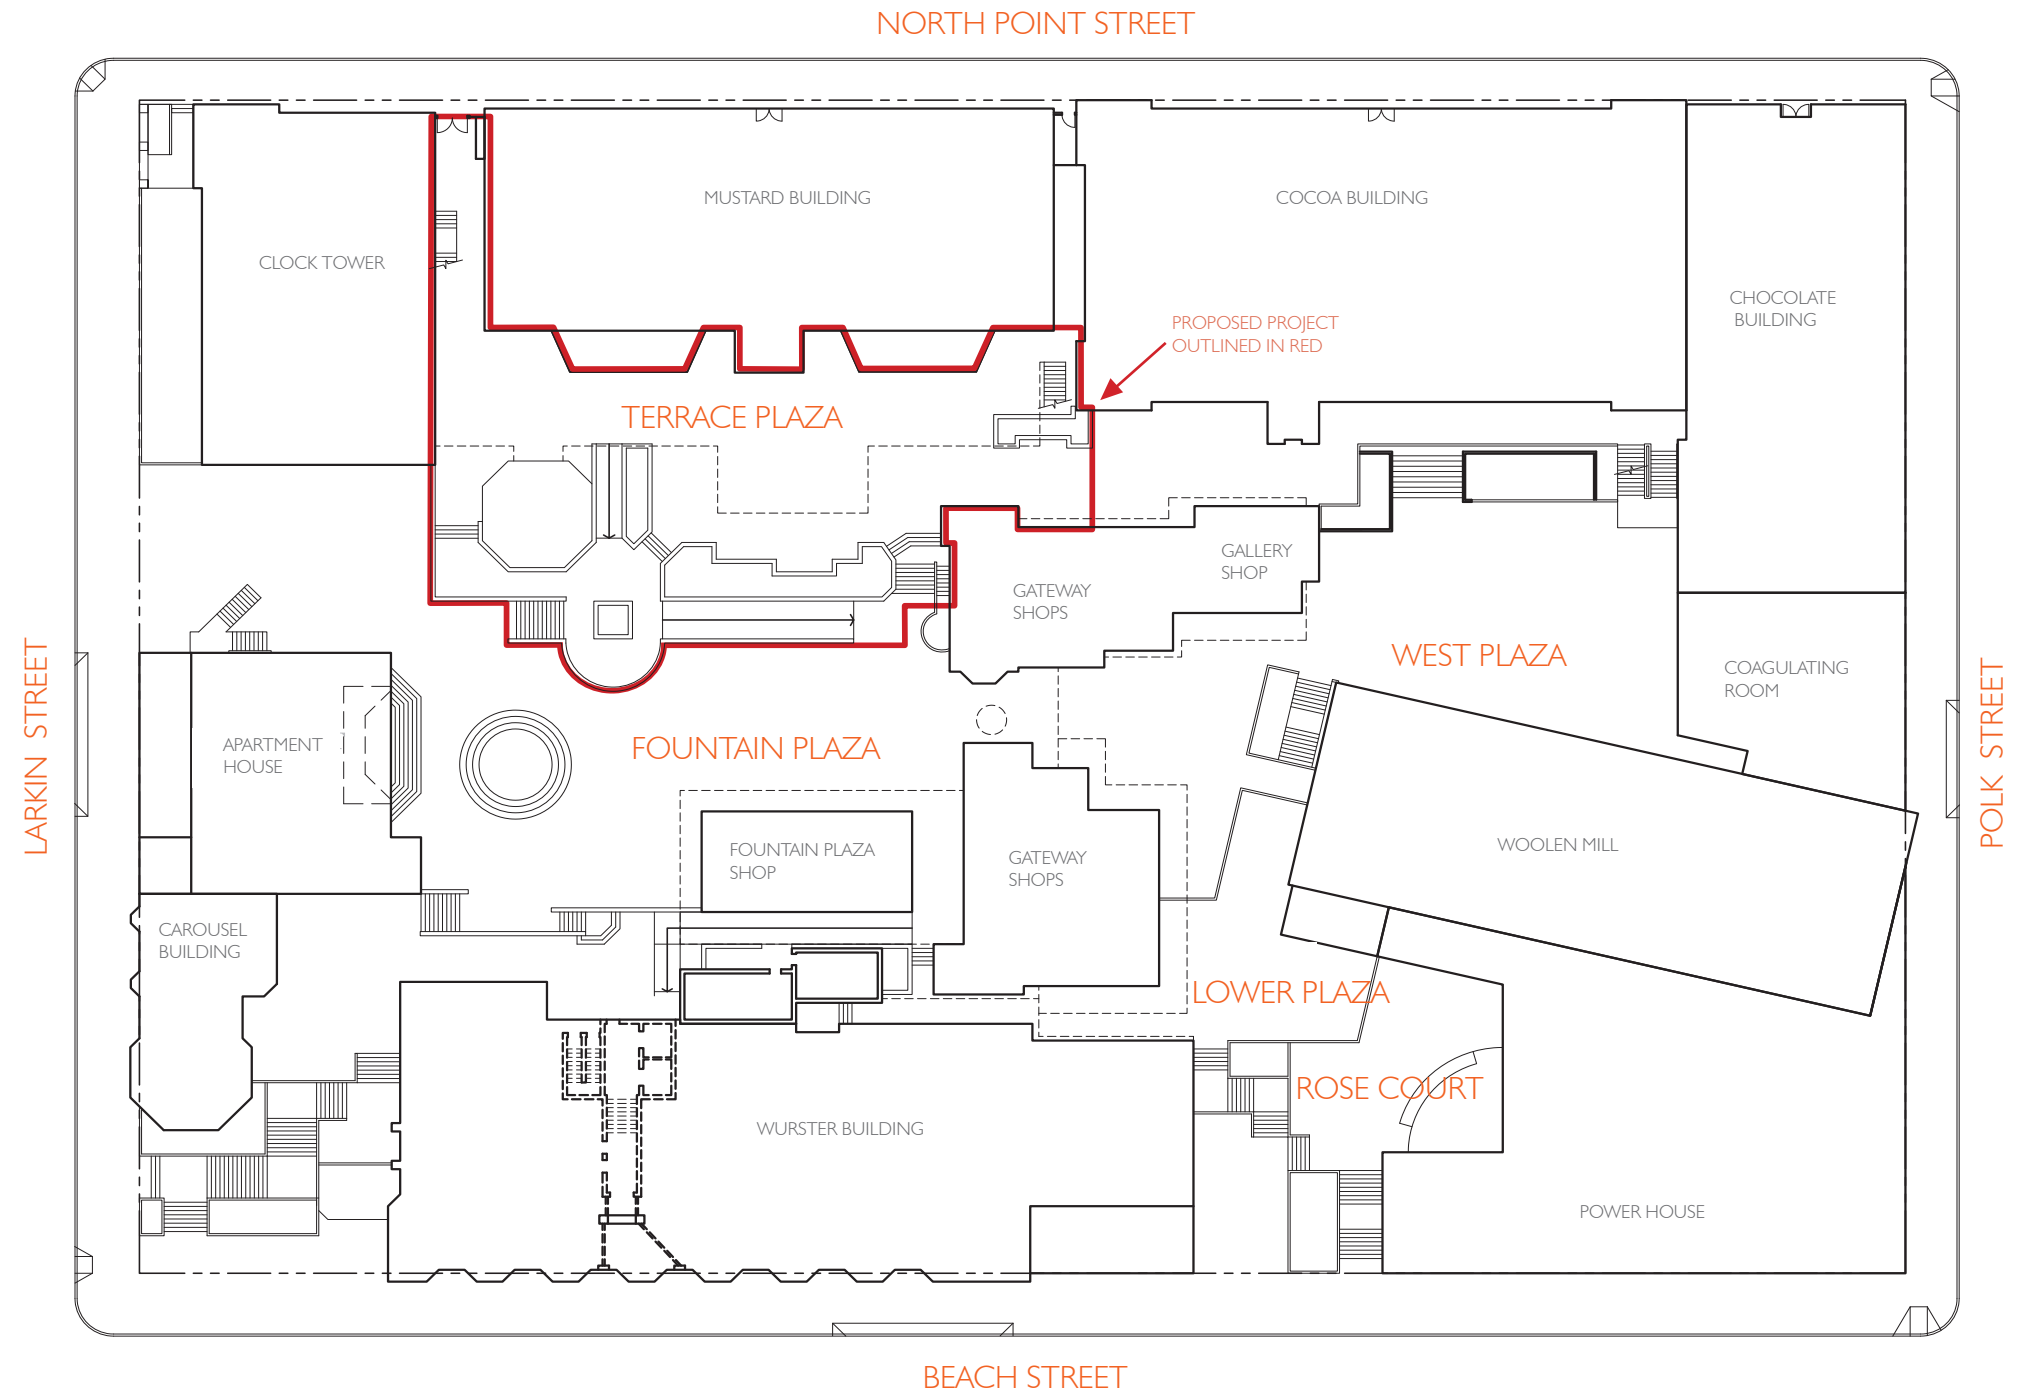 NORTH POINT STREET
MUSTARD BUILDING
COCOA BUILDING
CLOCK TOWER
CHOCOLATE
BUILDING
PROPOSED PROJECT
OUTLINED IN RED
TERRACE PLAZA
GALLERY
SHOP
GATEWAY
SHOPS
WEST PLAZA
COAGULATING
ROOM
LARKIN STREET
POLK STREET
APARTMENT
HOUSE
FOUNTAIN PLAZA
FOUNTAIN PLAZA
SHOP
GATEWAY
SHOPS
WOOLEN MILL
CAROUSEL
BUILDING
LOWER PLAZA
ROSE COURT
WURSTER BUILDING
POWER HOUSE
BEACH STREET